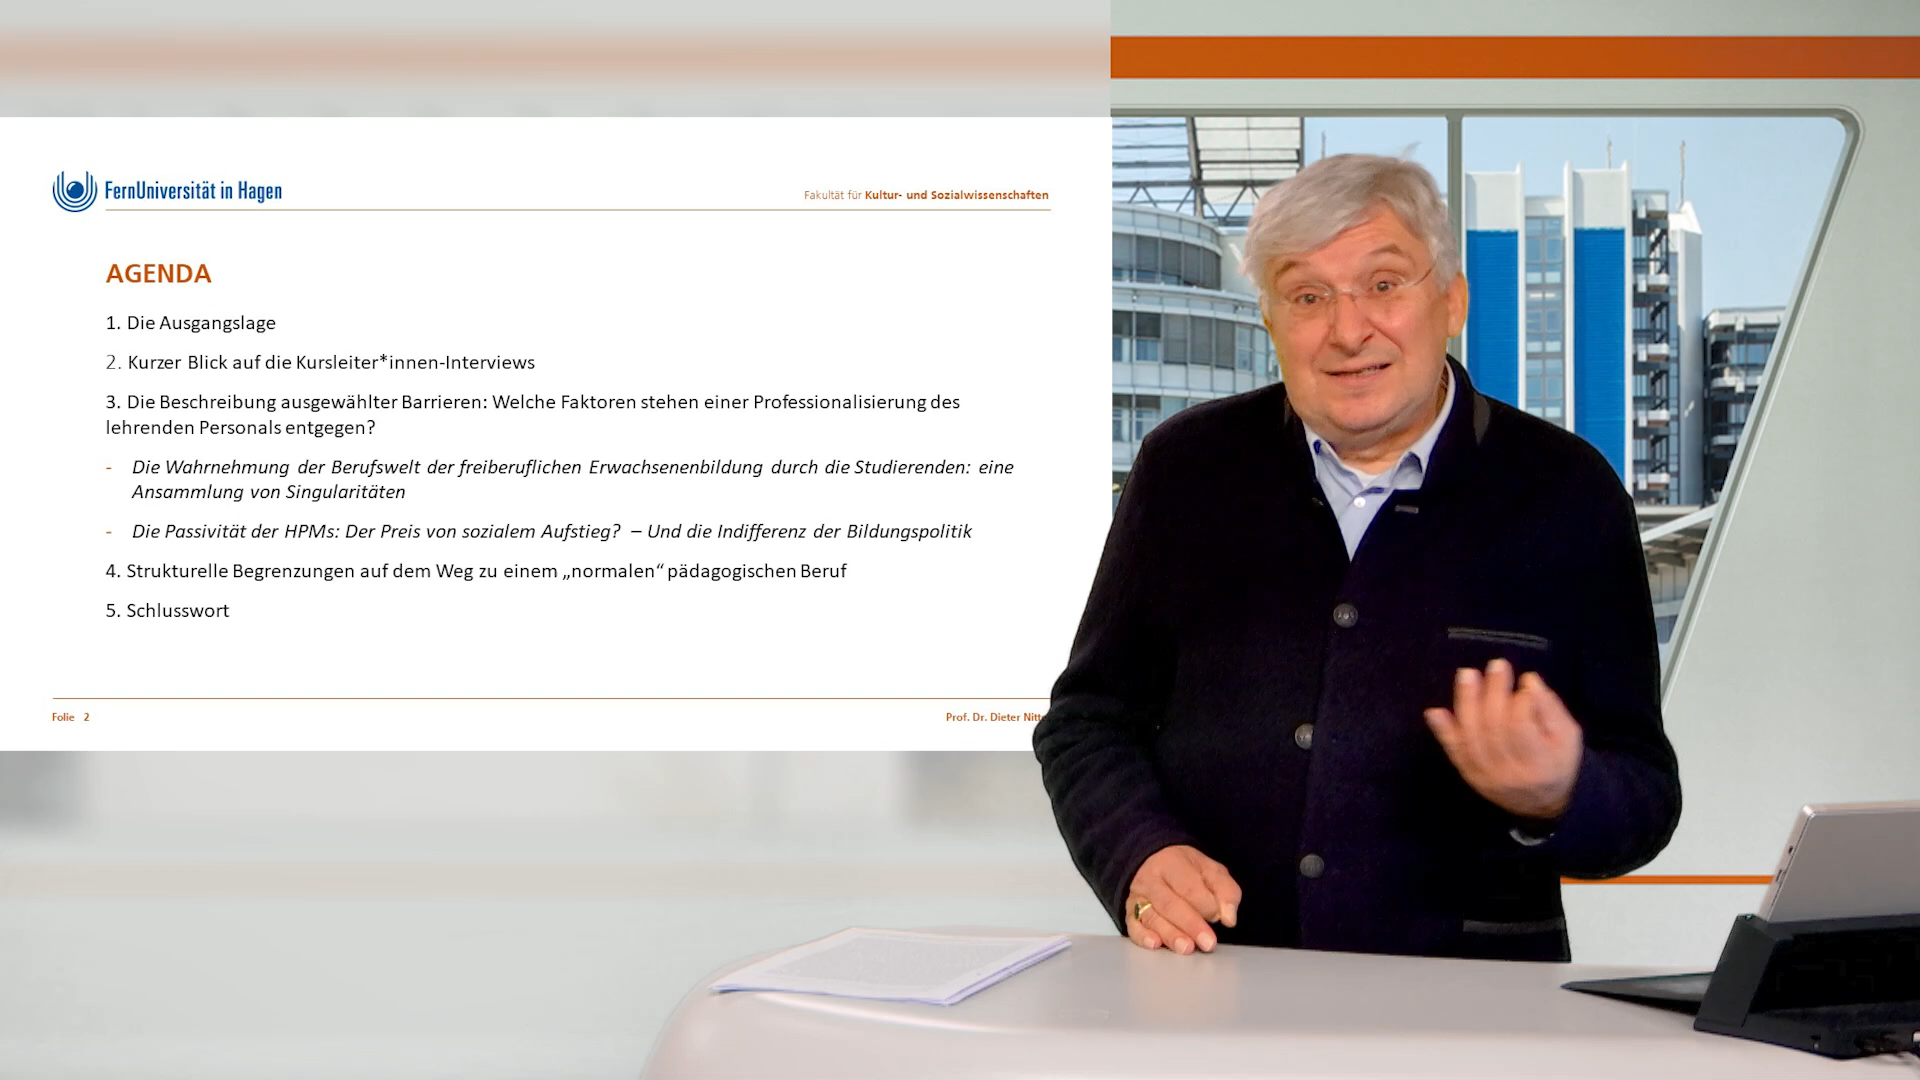 FernUniversität in Hagen
Fakultät für Kultur- und Sozialwissenschaften
AGENDA
1. Die Ausgangslage
2. Kurzer Blick auf die Kursleiter*innen-Interviews
3. Die Beschreibung ausgewählter Barrieren: Welche Faktoren stehen einer Professionalisierung des
lehrenden Personals entgegen?
- Die Wahrnehmung der Berufswelt der freiberuflichen Erwachsenenbildung durch die Studierenden: eine
Ansammlung von Singularitäten
- Die Passivität der HPMs: Der Preis von sozialem Aufstieg? – Und die Indifferenz der Bildungspolitik
4. Strukturelle Begrenzungen auf dem Weg zu einem „normalen“ pädagogischen Beruf
5. Schlusswort
Folie 2
Prof. Dr. Dieter